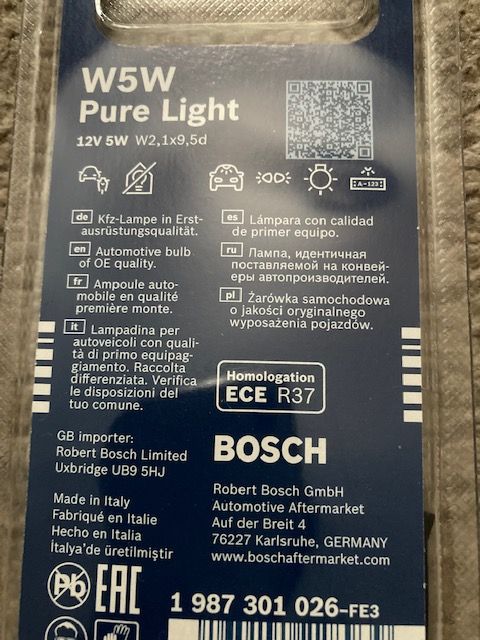 W5W
Pure Light
12V 5W W2,1x9,5d
A-123
de Kfz-Lampe in Erst-
ausrüstungsqualität.
en Automotive bulb
of OE quality.
fr Ampoule auto-
mobile en qualité
première monte.
it Lampadina per
autoveicoli con quali-
tà di primo equipag-
giamento. Raccolta
differenziata. Verifica
le disposizioni del
tuo comune.
es Lámpara con calidad
de primer equipo.
ru Лампа, идентичная
поставляемой на конвей-
еры автопроизводителей.
pl Żarówka samochodowa
o jakości oryginalnego
wyposażenia pojazdów.
Homologation
ECE R37
GB importer:
Robert Bosch Limited
Uxbridge UB9 5HJ
Made in Italy
Fabriqué en Italie
Hecho en Italia
İtalya'de üretilmiştir
BOSCH
Robert Bosch GmbH
Automotive Aftermarket
Auf der Breit 4
76227 Karlsruhe, GERMANY
www.boschaftermarket.com
Pb
EAC
1 987 301 026-FE3